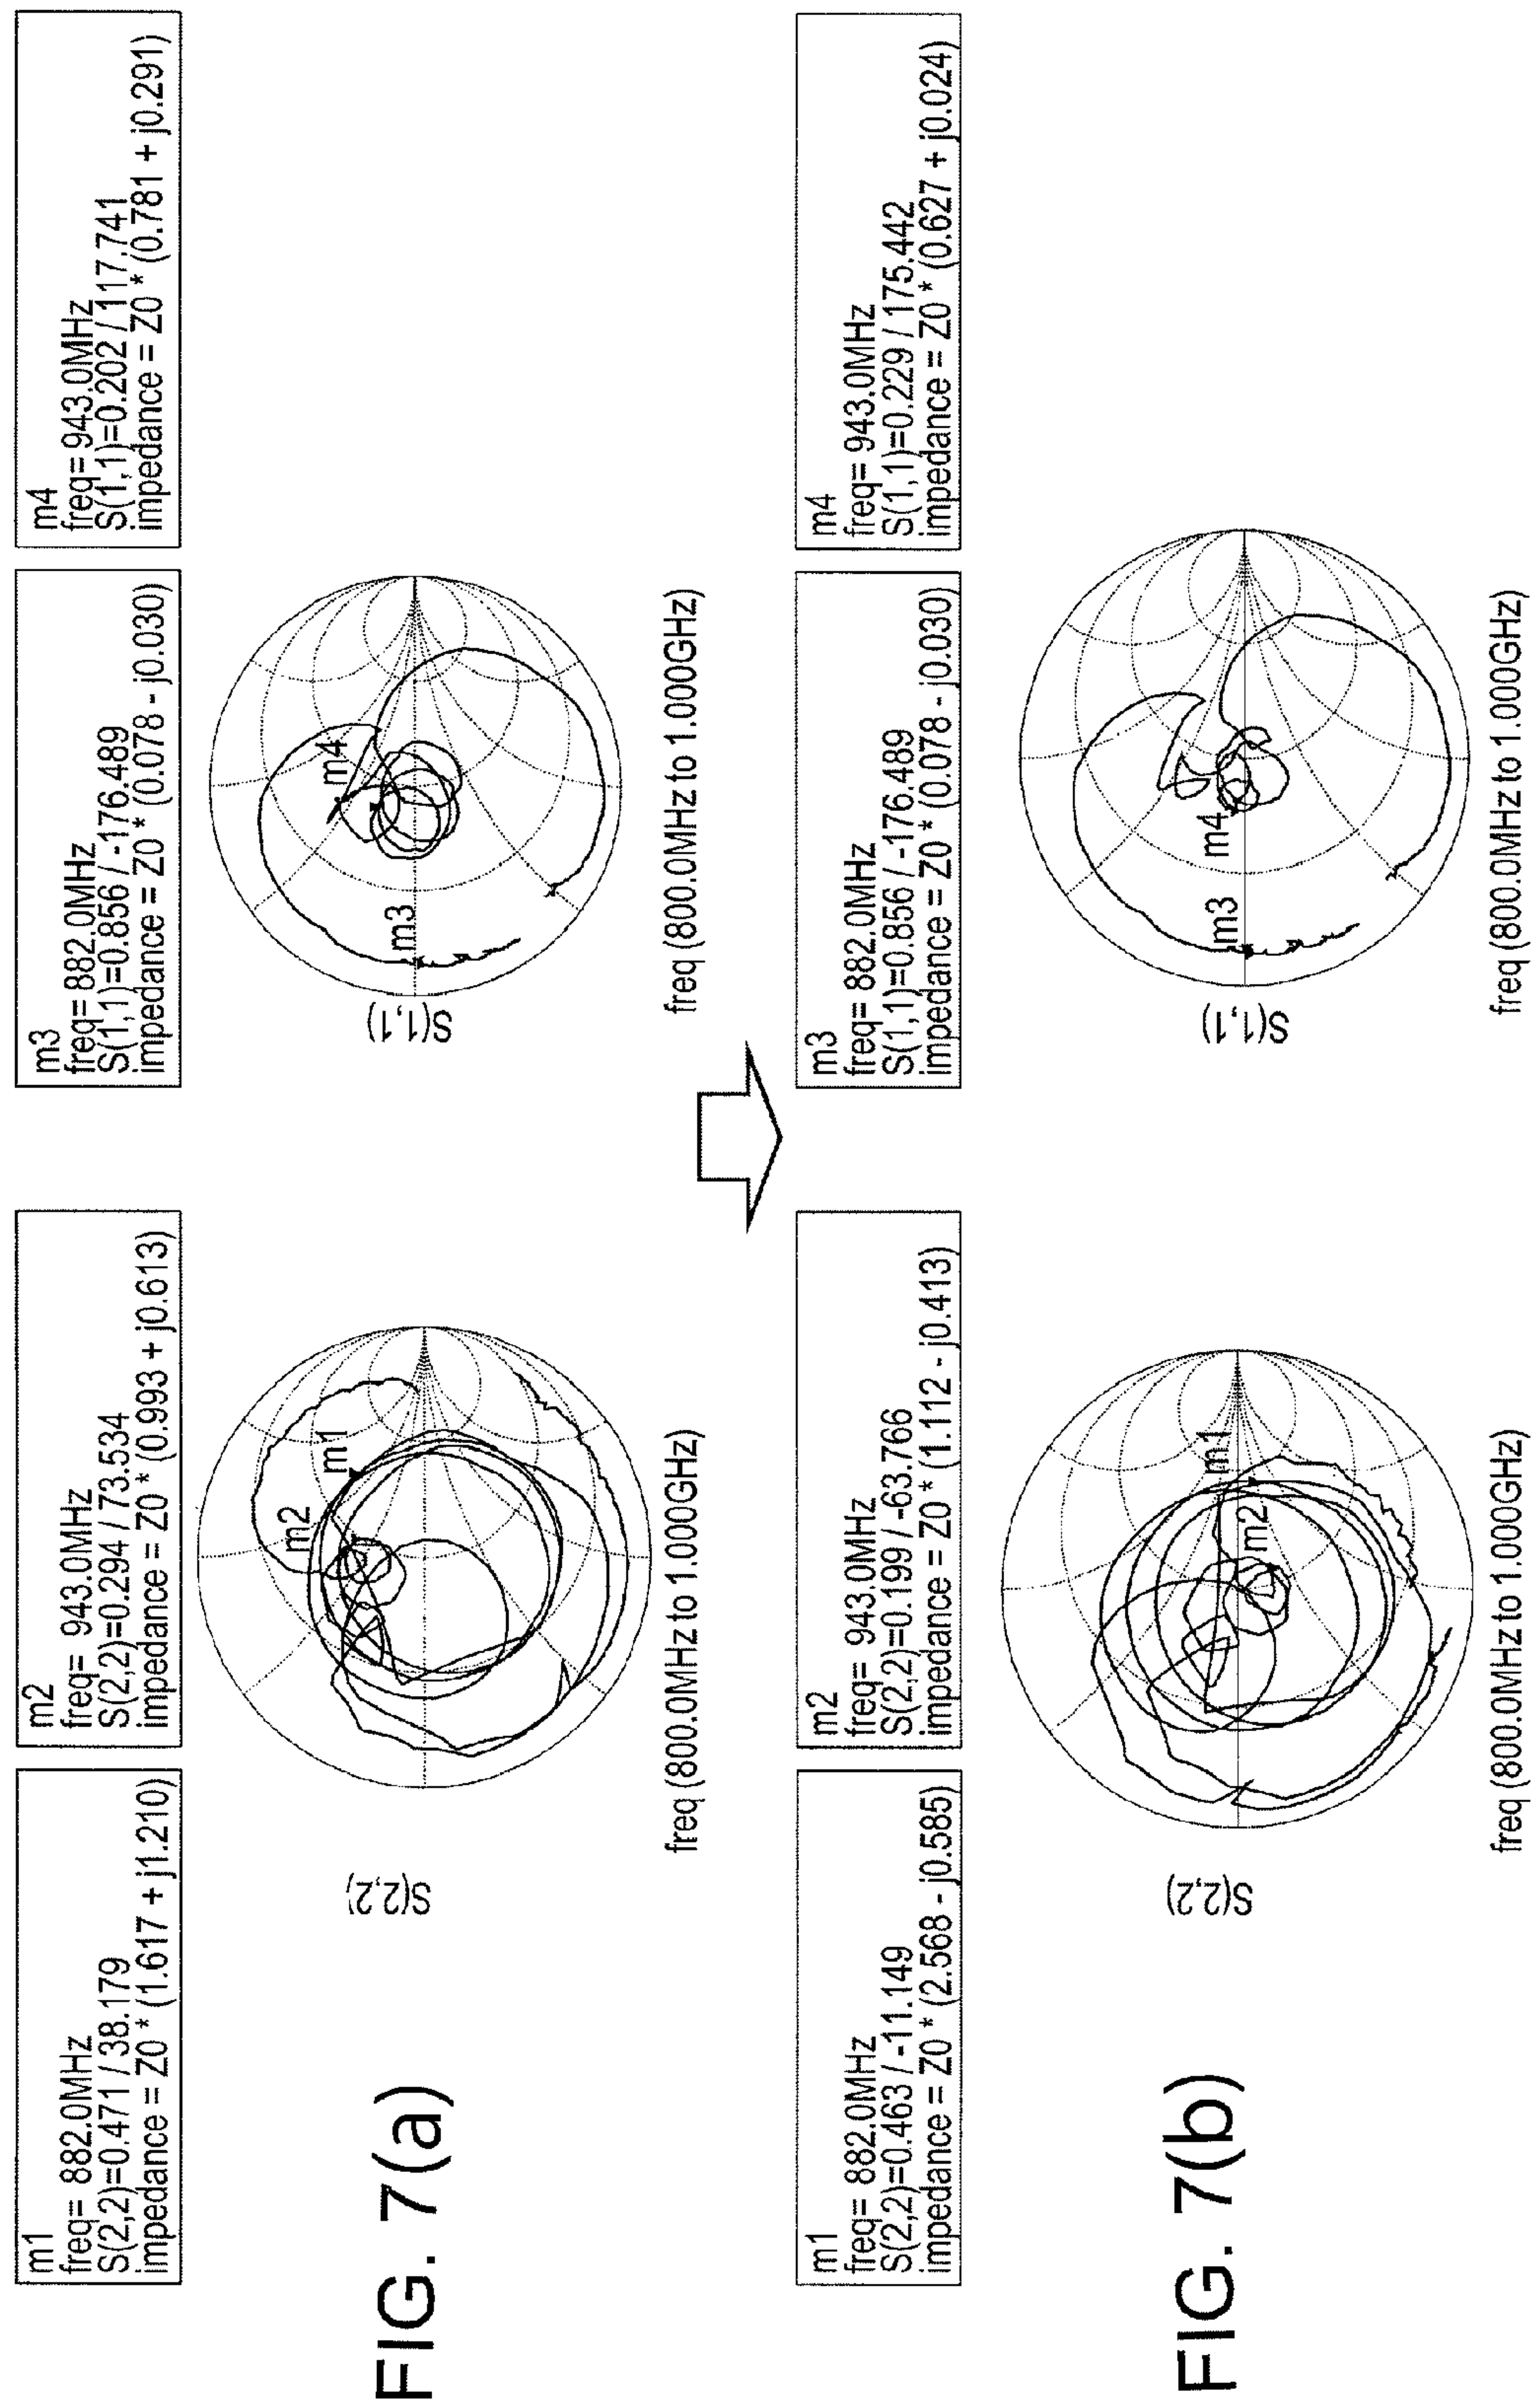 FIG. 7(a)
m1
freq= 882.0MHz
S(2,2)=0.471 / 38.179
impedance = Z0 * (1.617 + j1.210)
m2
freq= 943.0MHz
S(2,2)=0.294 / 73.534
impedance = Z0 * (0.993 + j0.613)
S(2,2)
m2
m1
freq (800.0MHz to 1.000GHz)
m3
freq= 882.0MHz
S(1,1)=0.856 / -176.489
impedance = Z0 * (0.078 - j0.030)
m4
freq= 943.0MHz
S(1,1)=0.202 / 117.741
impedance = Z0 * (0.781 + j0.291)
S(1,1)
m3
m4
freq (800.0MHz to 1.000GHz)
FIG. 7(b)
m1
freq= 882.0MHz
S(2,2)=0.463 / -11.149
impedance = Z0 * (2.568 - j0.585)
m2
freq= 943.0MHz
S(2,2)=0.199 / -63.766
impedance = Z0 * (1.112 - j0.413)
S(2,2)
m2
m1
freq (800.0MHz to 1.000GHz)
m3
freq= 882.0MHz
S(1,1)=0.856 / -176.489
impedance = Z0 * (0.078 - j0.030)
m4
freq= 943.0MHz
S(1,1)=0.229 / 175.442
impedance = Z0 * (0.627 + j0.024)
S(1,1)
m3
m4
freq (800.0MHz to 1.000GHz)